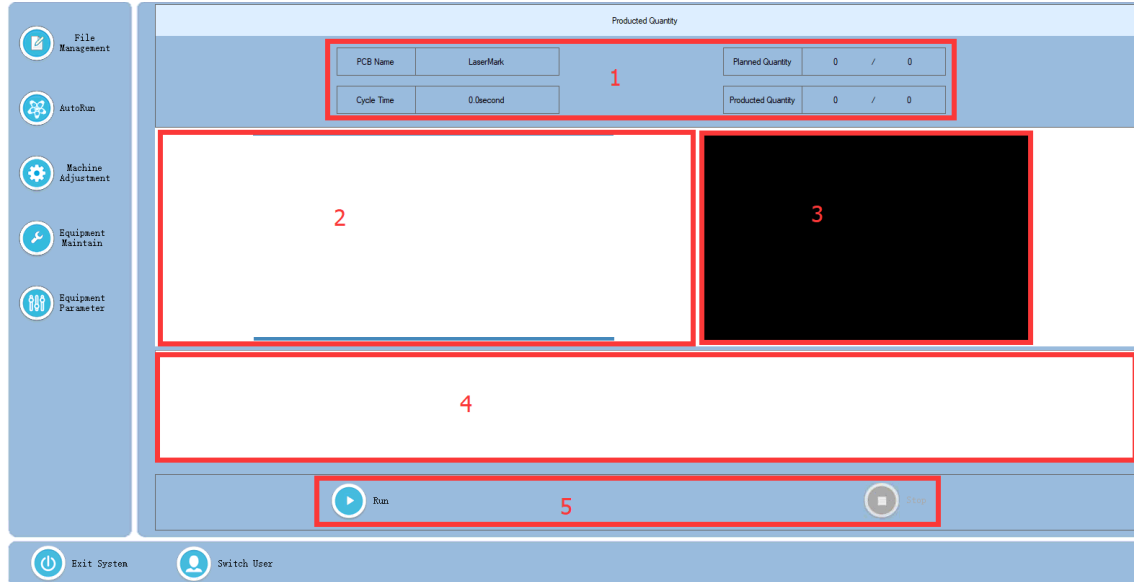 Producted Quantity
File
Management
PCB Name LaserMark
1
Planned Quantity 0 / 0
Cycle Time 0.0second
Producted Quantity 0 / 0
AutoRun
Machine
Adjustment
2
3
Equipment
Maintain
Equipment
Parameter
4
Run
5
Stop
Exit System
Switch User